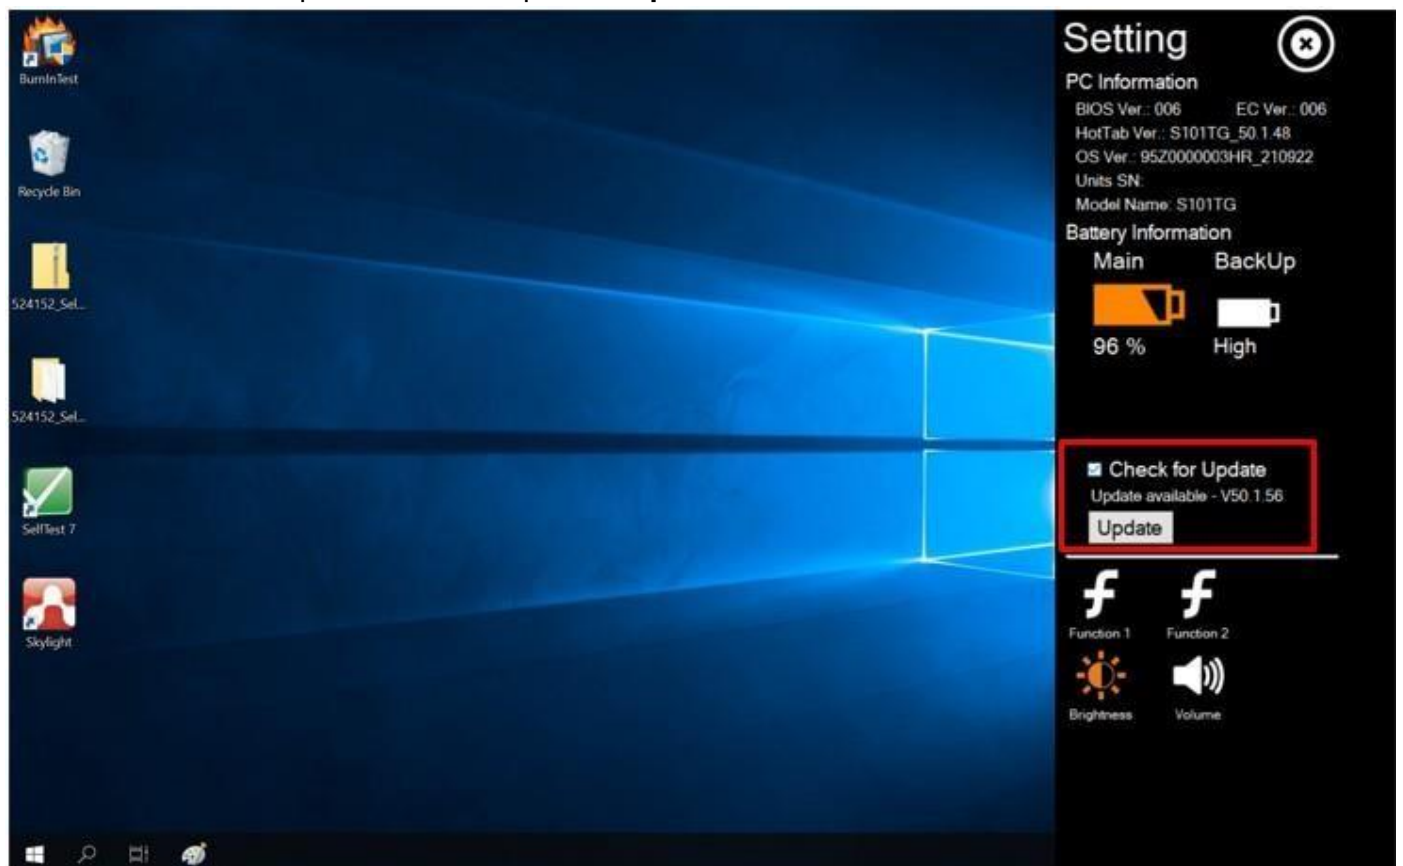 BurnInTest
Recycle Bin
524152_Sel...
524152_Sel...
SelfTest 7
Skylight
Setting
PC Information
BIOS Ver.: 006 EC Ver.: 006
HotTab Ver.: S101TG_50.1.48
OS Ver.: 95Z0000003HR_210922
Units SN:
Model Name: S101TG
Battery Information
Main BackUp
96 % High
Check for Update
Update available - V50.1.56
Update
Function 1 Function 2
Brightness Volume